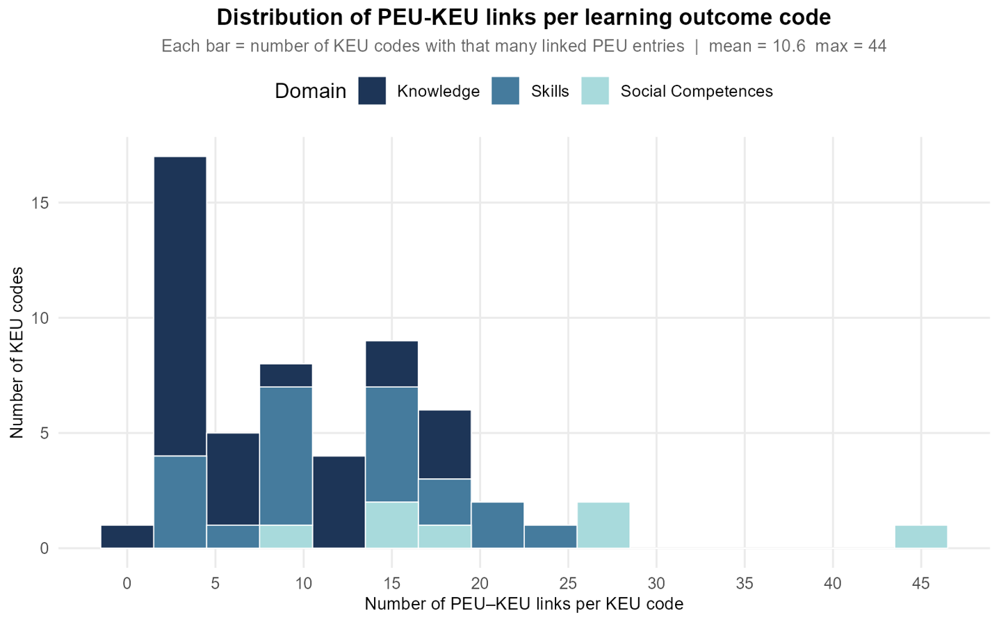 Distribution of PEU-KEU links per learning outcome code
Each bar = number of KEU codes with that many linked PEU entries | mean = 10.6 max = 44
Domain Knowledge Skills Social Competences
Number of KEU codes
15
10
5
0
0 5 10 15 20 25 30 35 40 45
Number of PEU–KEU links per KEU code